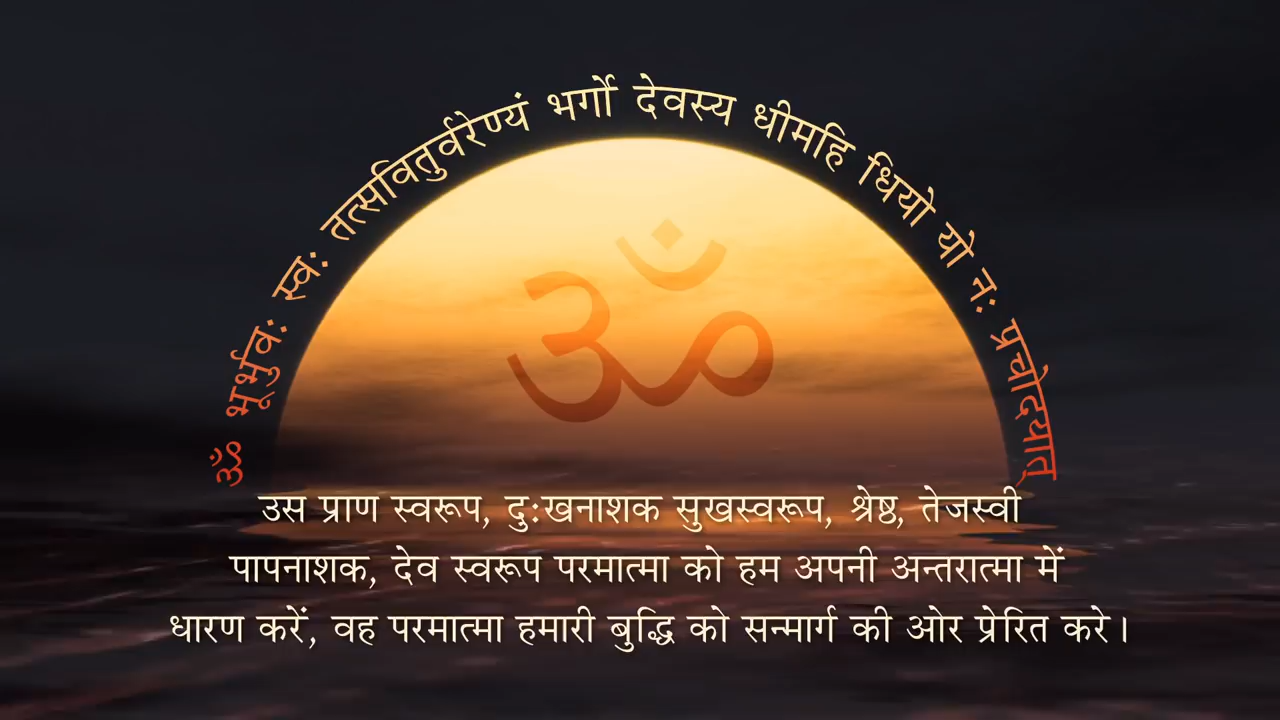 ॐ भूर्भुवः स्वः तत्सवितुर्वरेण्यं भर्गो देवस्य धीमहि धियो यो नः प्रचोदयात्
ॐ
उस प्राण स्वरूप, दुःखनाशक सुखस्वरूप, श्रेष्ठ, तेजस्वी
पापनाशक, देव स्वरूप परमात्मा को हम अपनी अन्तरात्मा में
धारण करें, वह परमात्मा हमारी बुद्धि को सन्मार्ग की ओर प्रेरित करे।